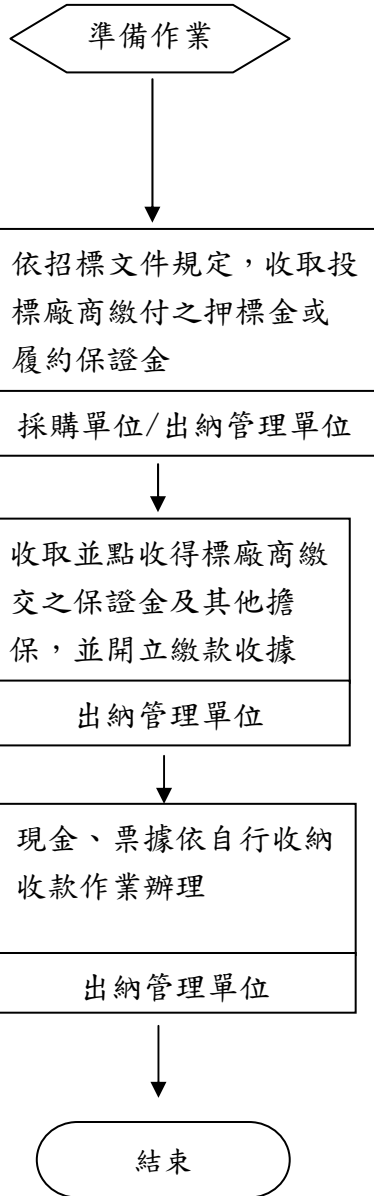 準備作業
依招標文件規定，收取投
標廠商繳付之押標金或
履約保證金
採購單位/出納管理單位
收取並點收得標廠商繳
交之保證金及其他擔
保，並開立繳款收據
出納管理單位
現金、票據依自行收納
收款作業辦理
出納管理單位
結束